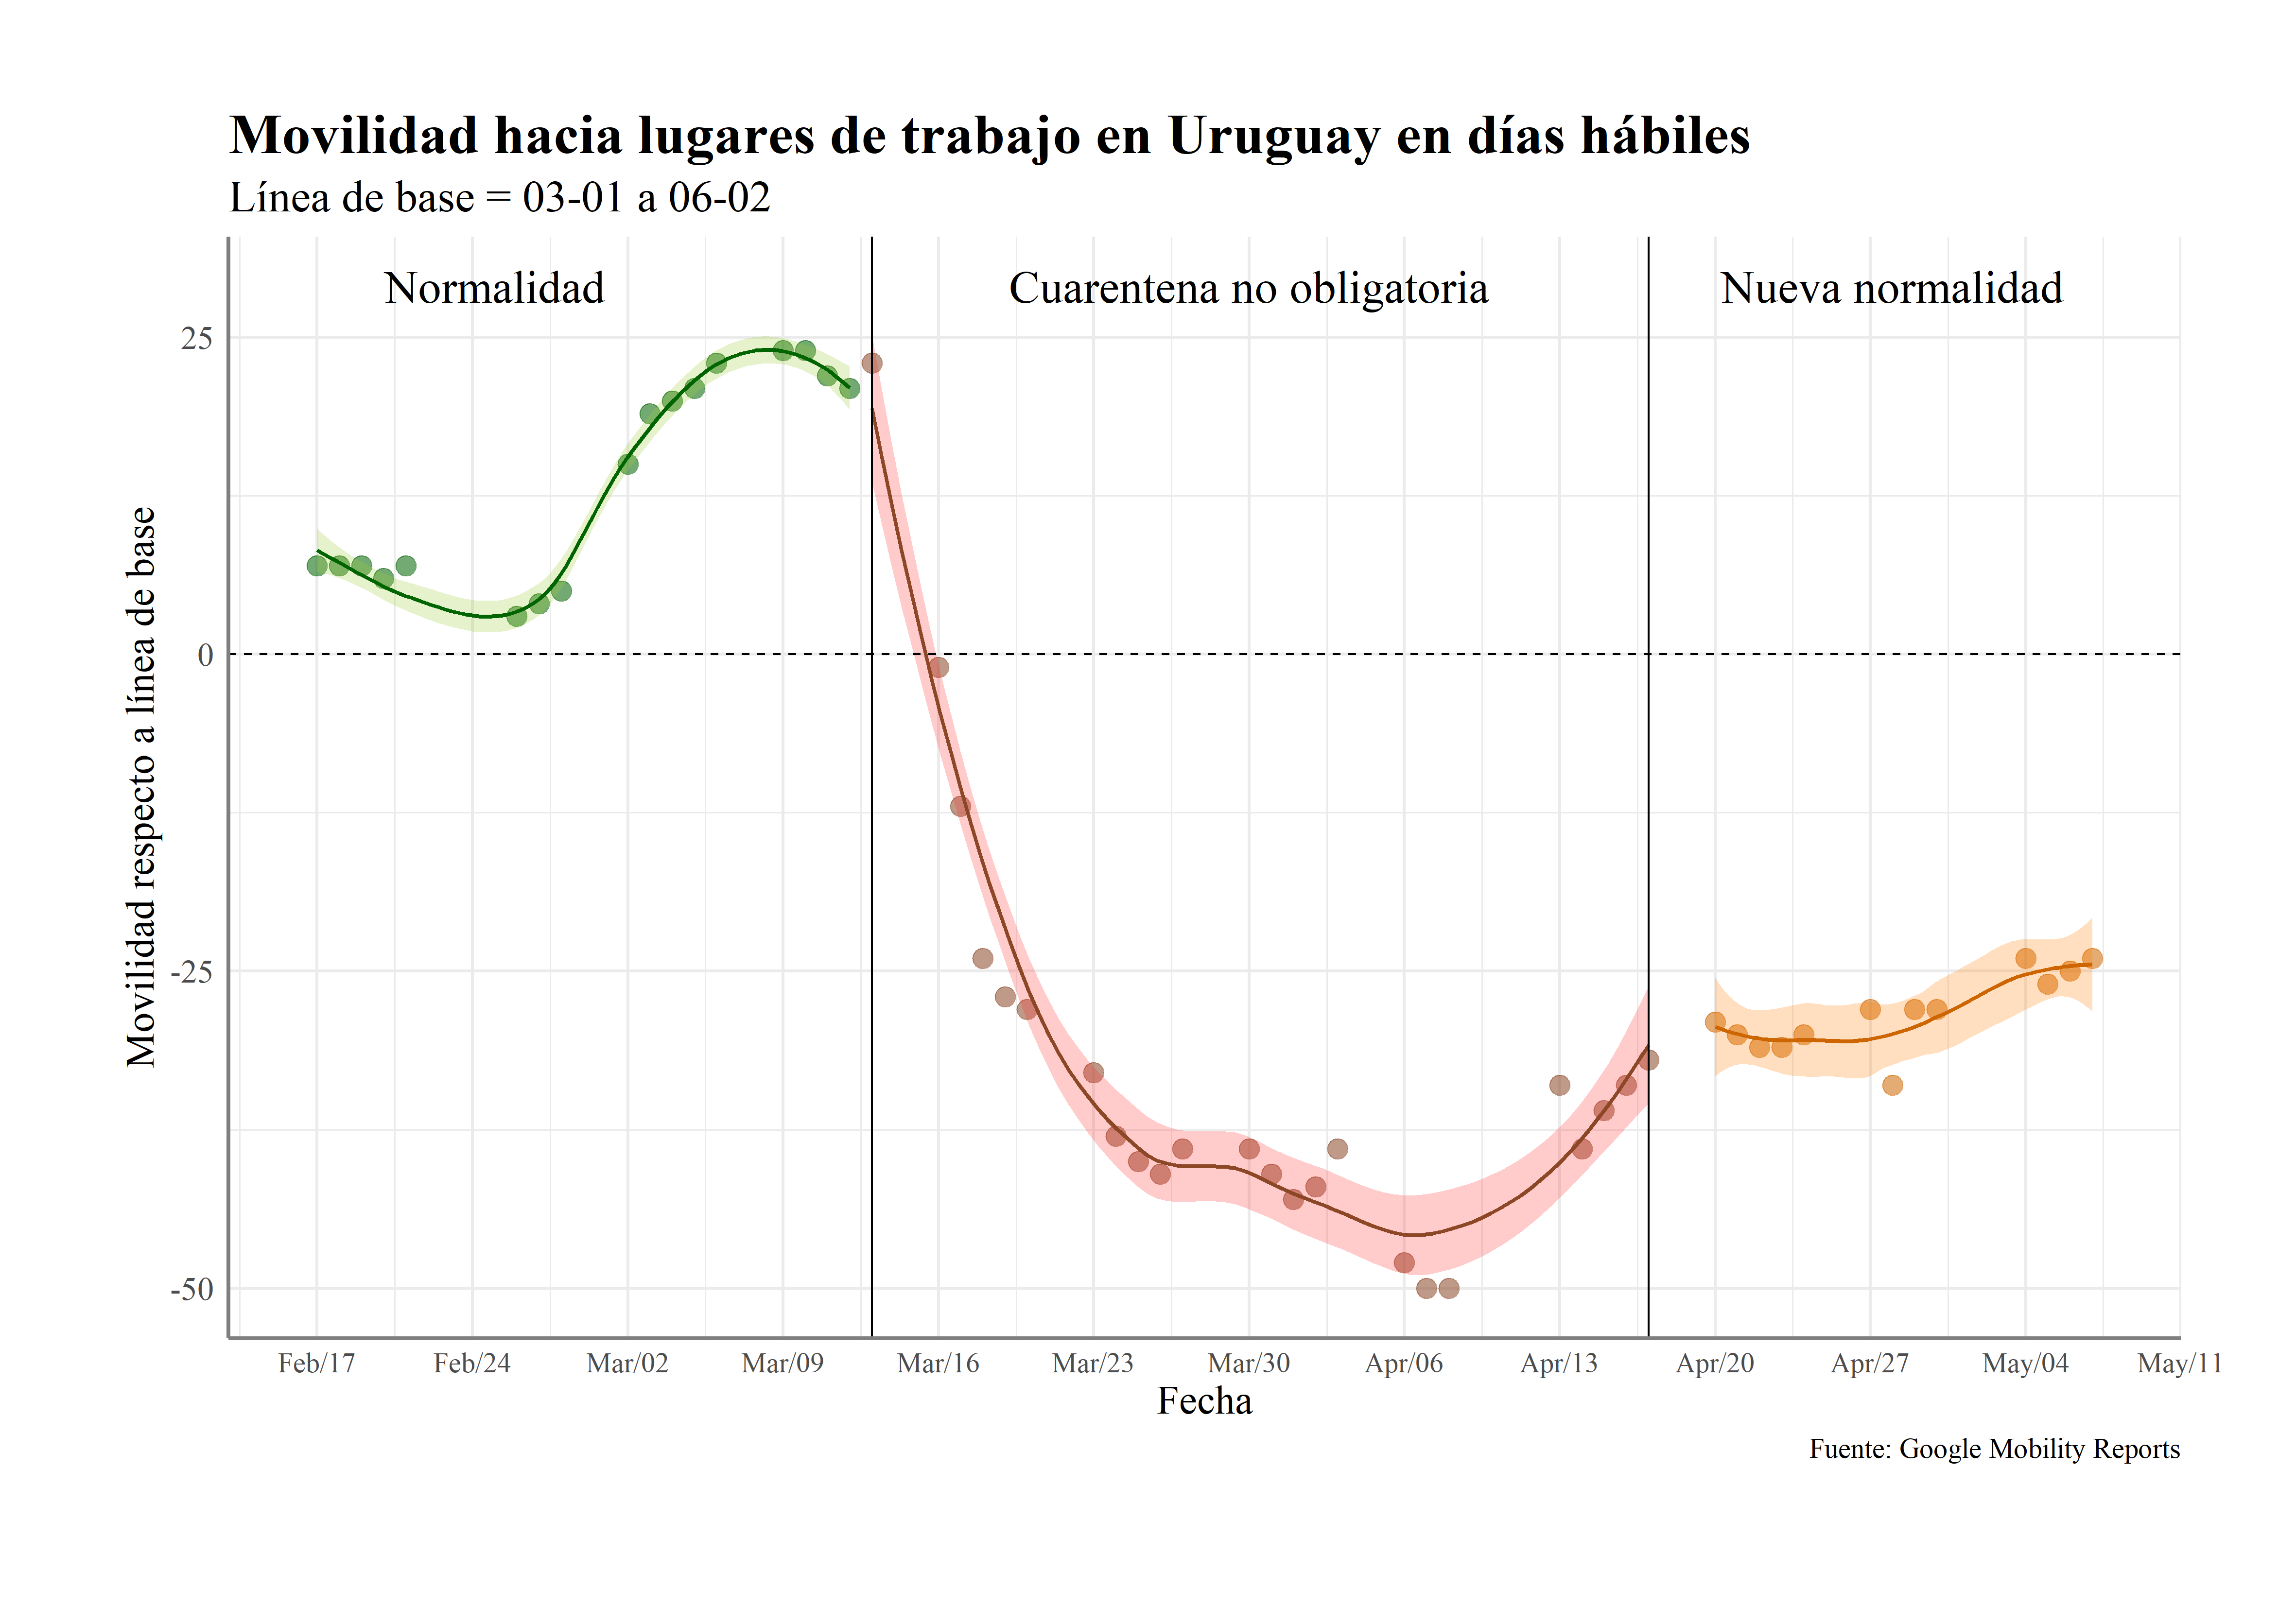 Movilidad hacia lugares de trabajo en Uruguay en días hábiles
Línea de base = 03-01 a 06-02
Normalidad
Cuarentena no obligatoria
Nueva normalidad
Movilidad respecto a línea de base
25
0
-25
-50
Feb/17
Feb/24
Mar/02
Mar/09
Mar/16
Mar/23
Mar/30
Apr/06
Apr/13
Apr/20
Apr/27
May/04
May/11
Fecha
Fuente: Google Mobility Reports